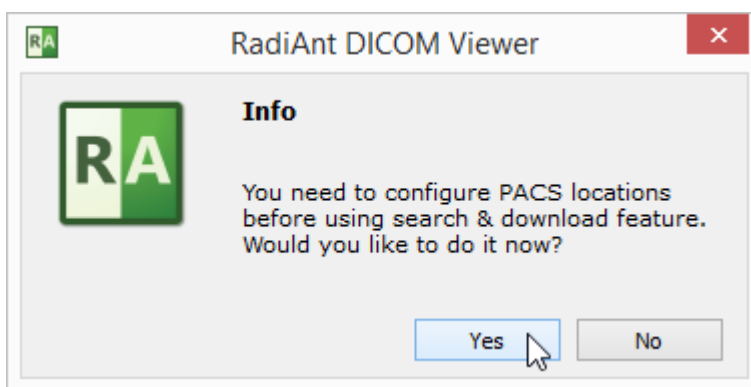 RA
RadiAnt DICOM Viewer
RA
Info
You need to configure PACS locations
before using search & download feature.
Would you like to do it now?
Yes
No